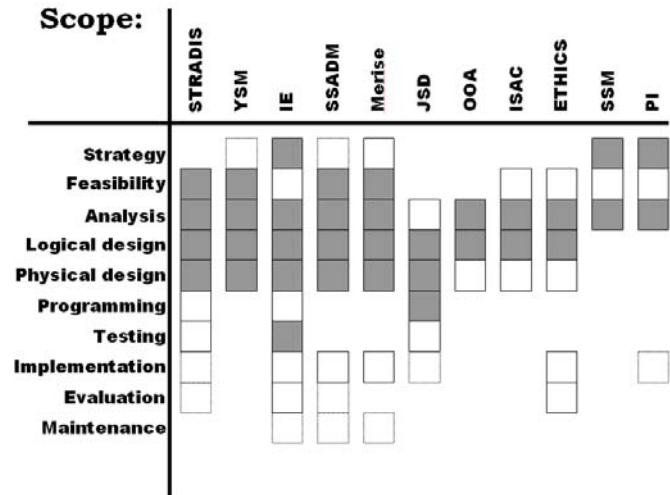 Scope:
STRADIS
YSM
IE
SSADM
Merise
JSD
OOA
ISAC
ETHICS
SSM
PI
Strategy
Feasibility
Analysis
Logical design
Physical design
Programming
Testing
Implementation
Evaluation
Maintenance